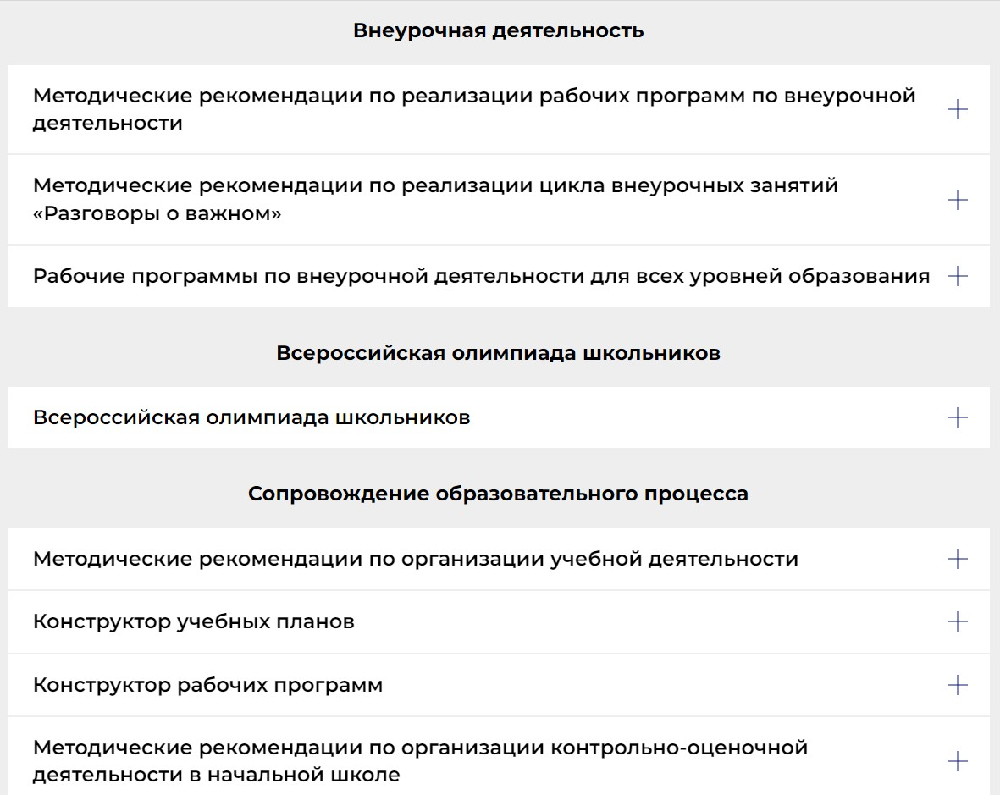 Внеурочная деятельность
Методические рекомендации по реализации рабочих программ по внеурочной
деятельности
Методические рекомендации по реализации цикла внеурочных занятий
«Разговоры о важном»
Рабочие программы по внеурочной деятельности для всех уровней образования
Всероссийская олимпиада школьников
Всероссийская олимпиада школьников
Сопровождение образовательного процесса
Методические рекомендации по организации учебной деятельности
Конструктор учебных планов
Конструктор рабочих программ
Методические рекомендации по организации контрольно-оценочной
деятельности в начальной школе